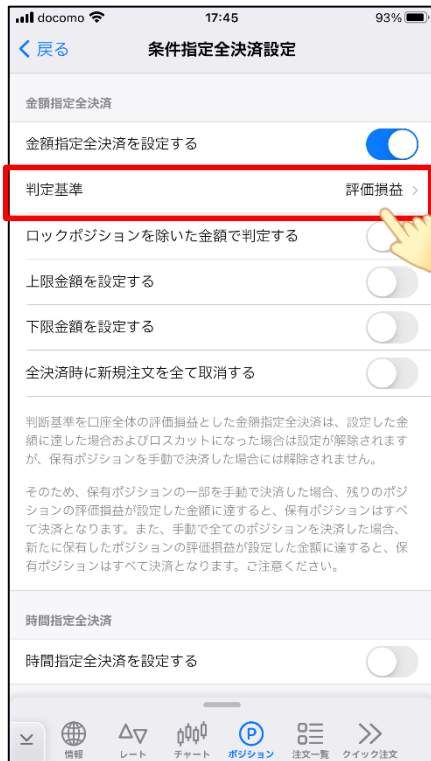 docomo 17:45 93%
戻る 条件指定全決済設定
金額指定全決済
金額指定全決済を設定する
判定基準 評価損益
ロックポジションを除いた金額で判定する
上限金額を設定する
下限金額を設定する
全決済時に新規注文を全て取消する
判断基準を口座全体の評価損益とした金額指定全決済は、設定した金
額に達した場合およびロスカットになった場合は設定が解除されます
が、保有ポジションを手動で決済した場合には解除されません。
そのため、保有ポジションの一部を手動で決済した場合、残りのポジ
ションの評価損益が設定した金額に達すると、保有ポジションはすべ
て決済となります。また、手動で全てのポジションを決済した場合、
新たに保有したポジションの評価損益が設定した金額に達すると、保
有ポジションはすべて決済となります。ご注意ください。
時間指定全決済
時間指定全決済を設定する
P
情報 レート チャート ポジション 注文一覧 クイック注文